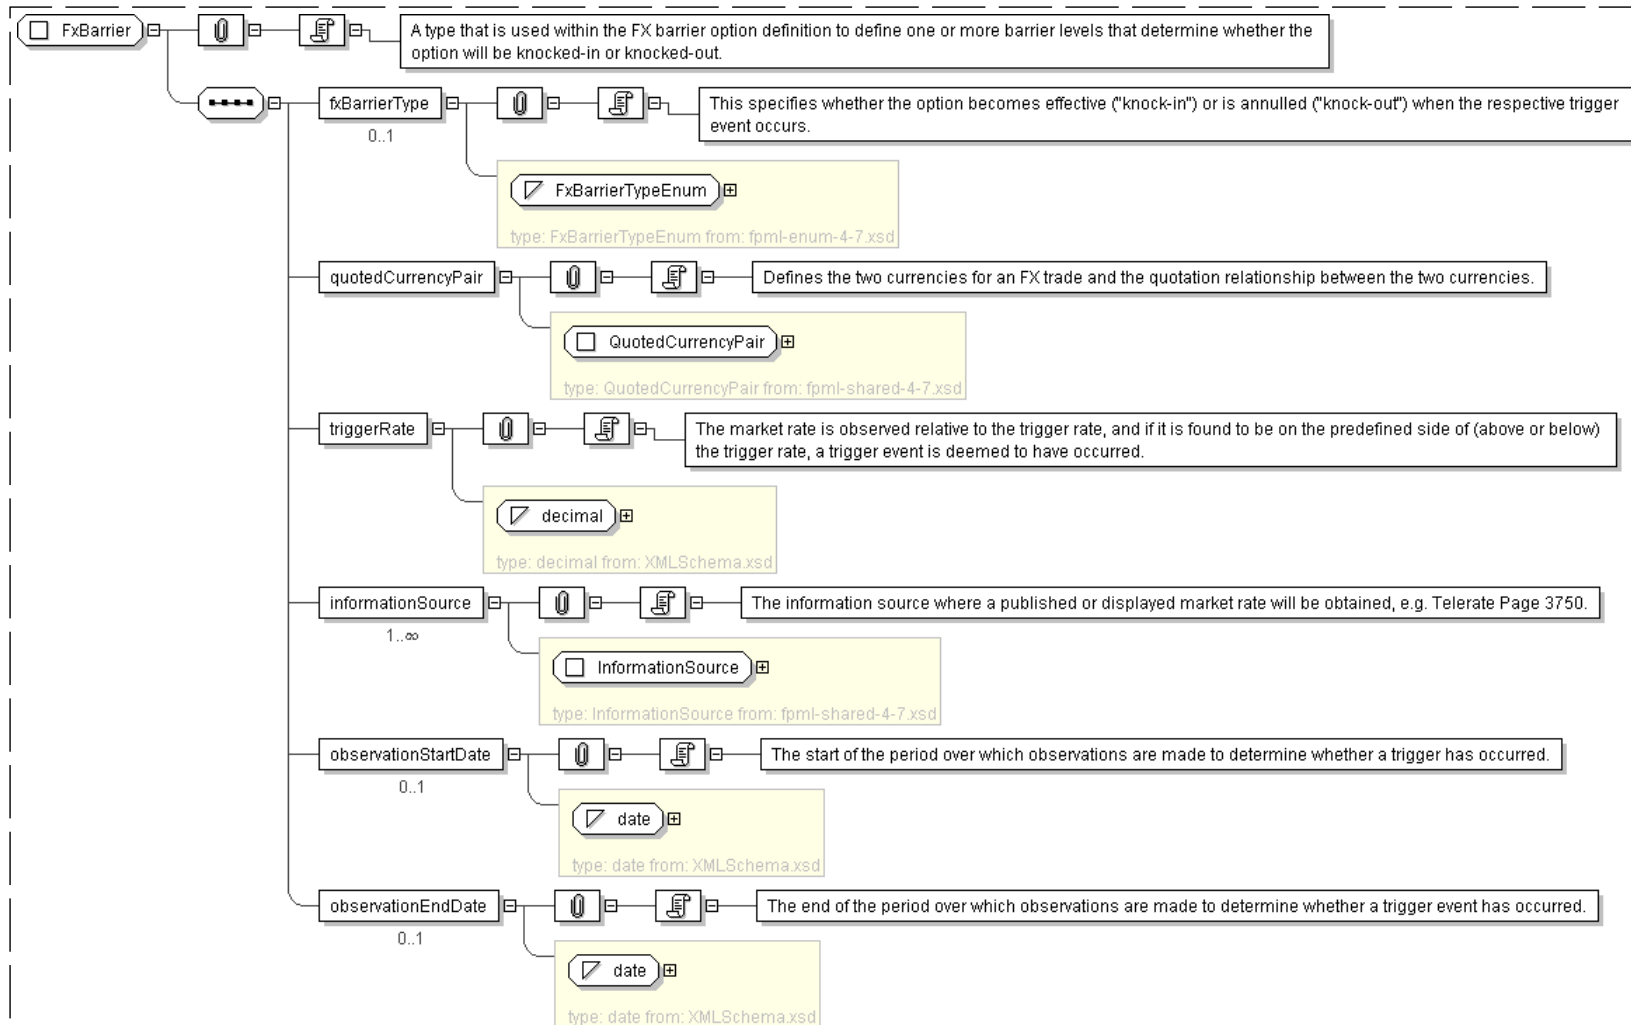 FxBarrier
A type that is used within the FX barrier option definition to define one or more barrier levels that determine whether the
option will be knocked-in or knocked-out.
fxBarrierType
0..1
This specifies whether the option becomes effective ("knock-in") or is annulled ("knock-out") when the respective trigger
event occurs.
FxBarrierTypeEnum
type: FxBarrierTypeEnum from: fpml-enum-4-7.xsd
quotedCurrencyPair
Defines the two currencies for an FX trade and the quotation relationship between the two currencies.
QuotedCurrencyPair
type: QuotedCurrencyPair from: fpml-shared-4-7.xsd
triggerRate
The market rate is observed relative to the trigger rate, and if it is found to be on the predefined side of (above or below)
the trigger rate, a trigger event is deemed to have occurred.
decimal
type: decimal from: XMLSchema.xsd
informationSource
1..∞
The information source where a published or displayed market rate will be obtained, e.g. Telerate Page 3750.
InformationSource
type: InformationSource from: fpml-shared-4-7.xsd
observationStartDate
0..1
The start of the period over which observations are made to determine whether a trigger has occurred.
date
type: date from: XMLSchema.xsd
observationEndDate
0..1
The end of the period over which observations are made to determine whether a trigger event has occurred.
date
type: date from: XMLSchema.xsd